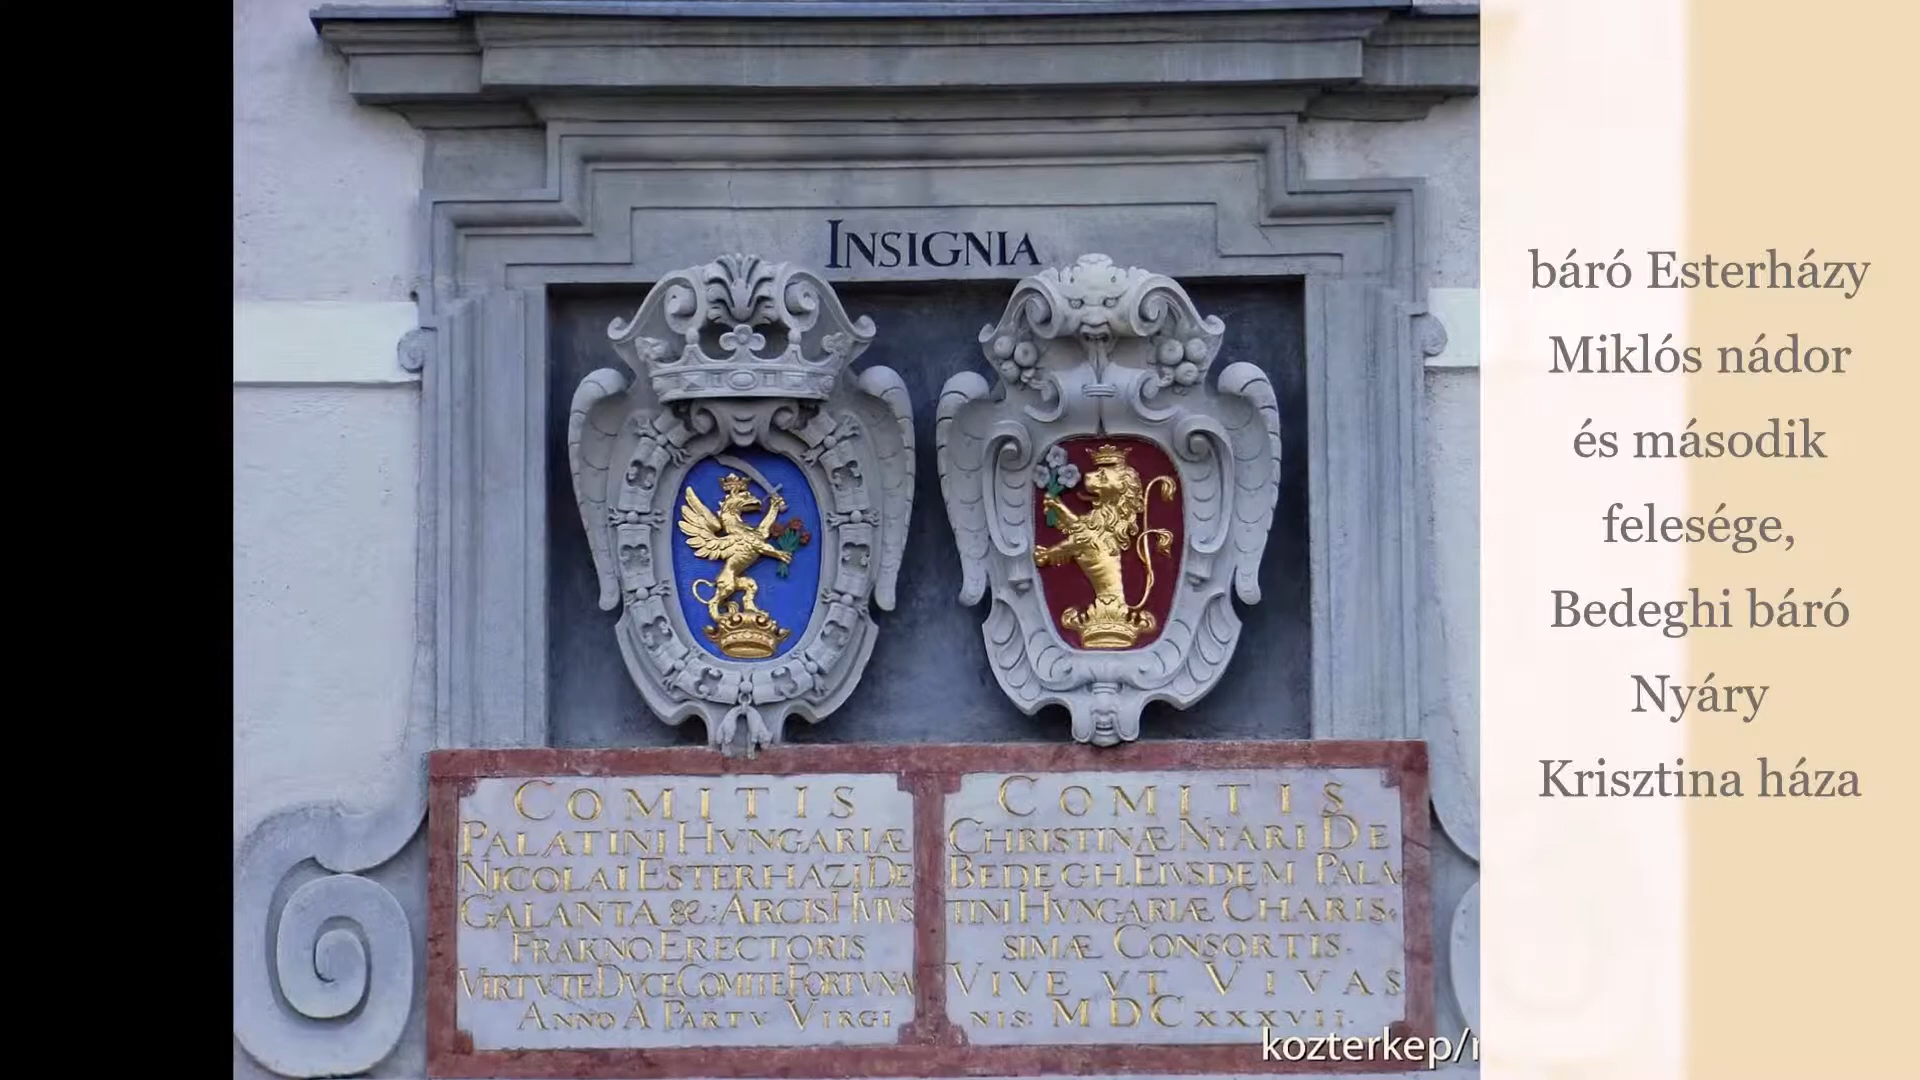 INSIGNIA
COMITIS
PALATINI HVNGARIÆ
NICOLAI ESTERHAZI DE
GALANTA &: ARCIS HVIVS
FRAKNO ERECTORIS
VIRTVTE DVCE COMITE FORTVNA
ANNO A PARTV VIRGI
COMITIS
CHRISTINÆ NYARI DE
BEDEGH. EIVSDEM PALA
TINI HVNGARIÆ CHARIS
SIMÆ CONSORTIS.
VIVE VT VIVAS
NIS: MDCXXXVII.
kozterkep/
báró Esterházy
Miklós nádor
és második
felesége,
Bedeghi báró
Nyáry
Krisztina háza